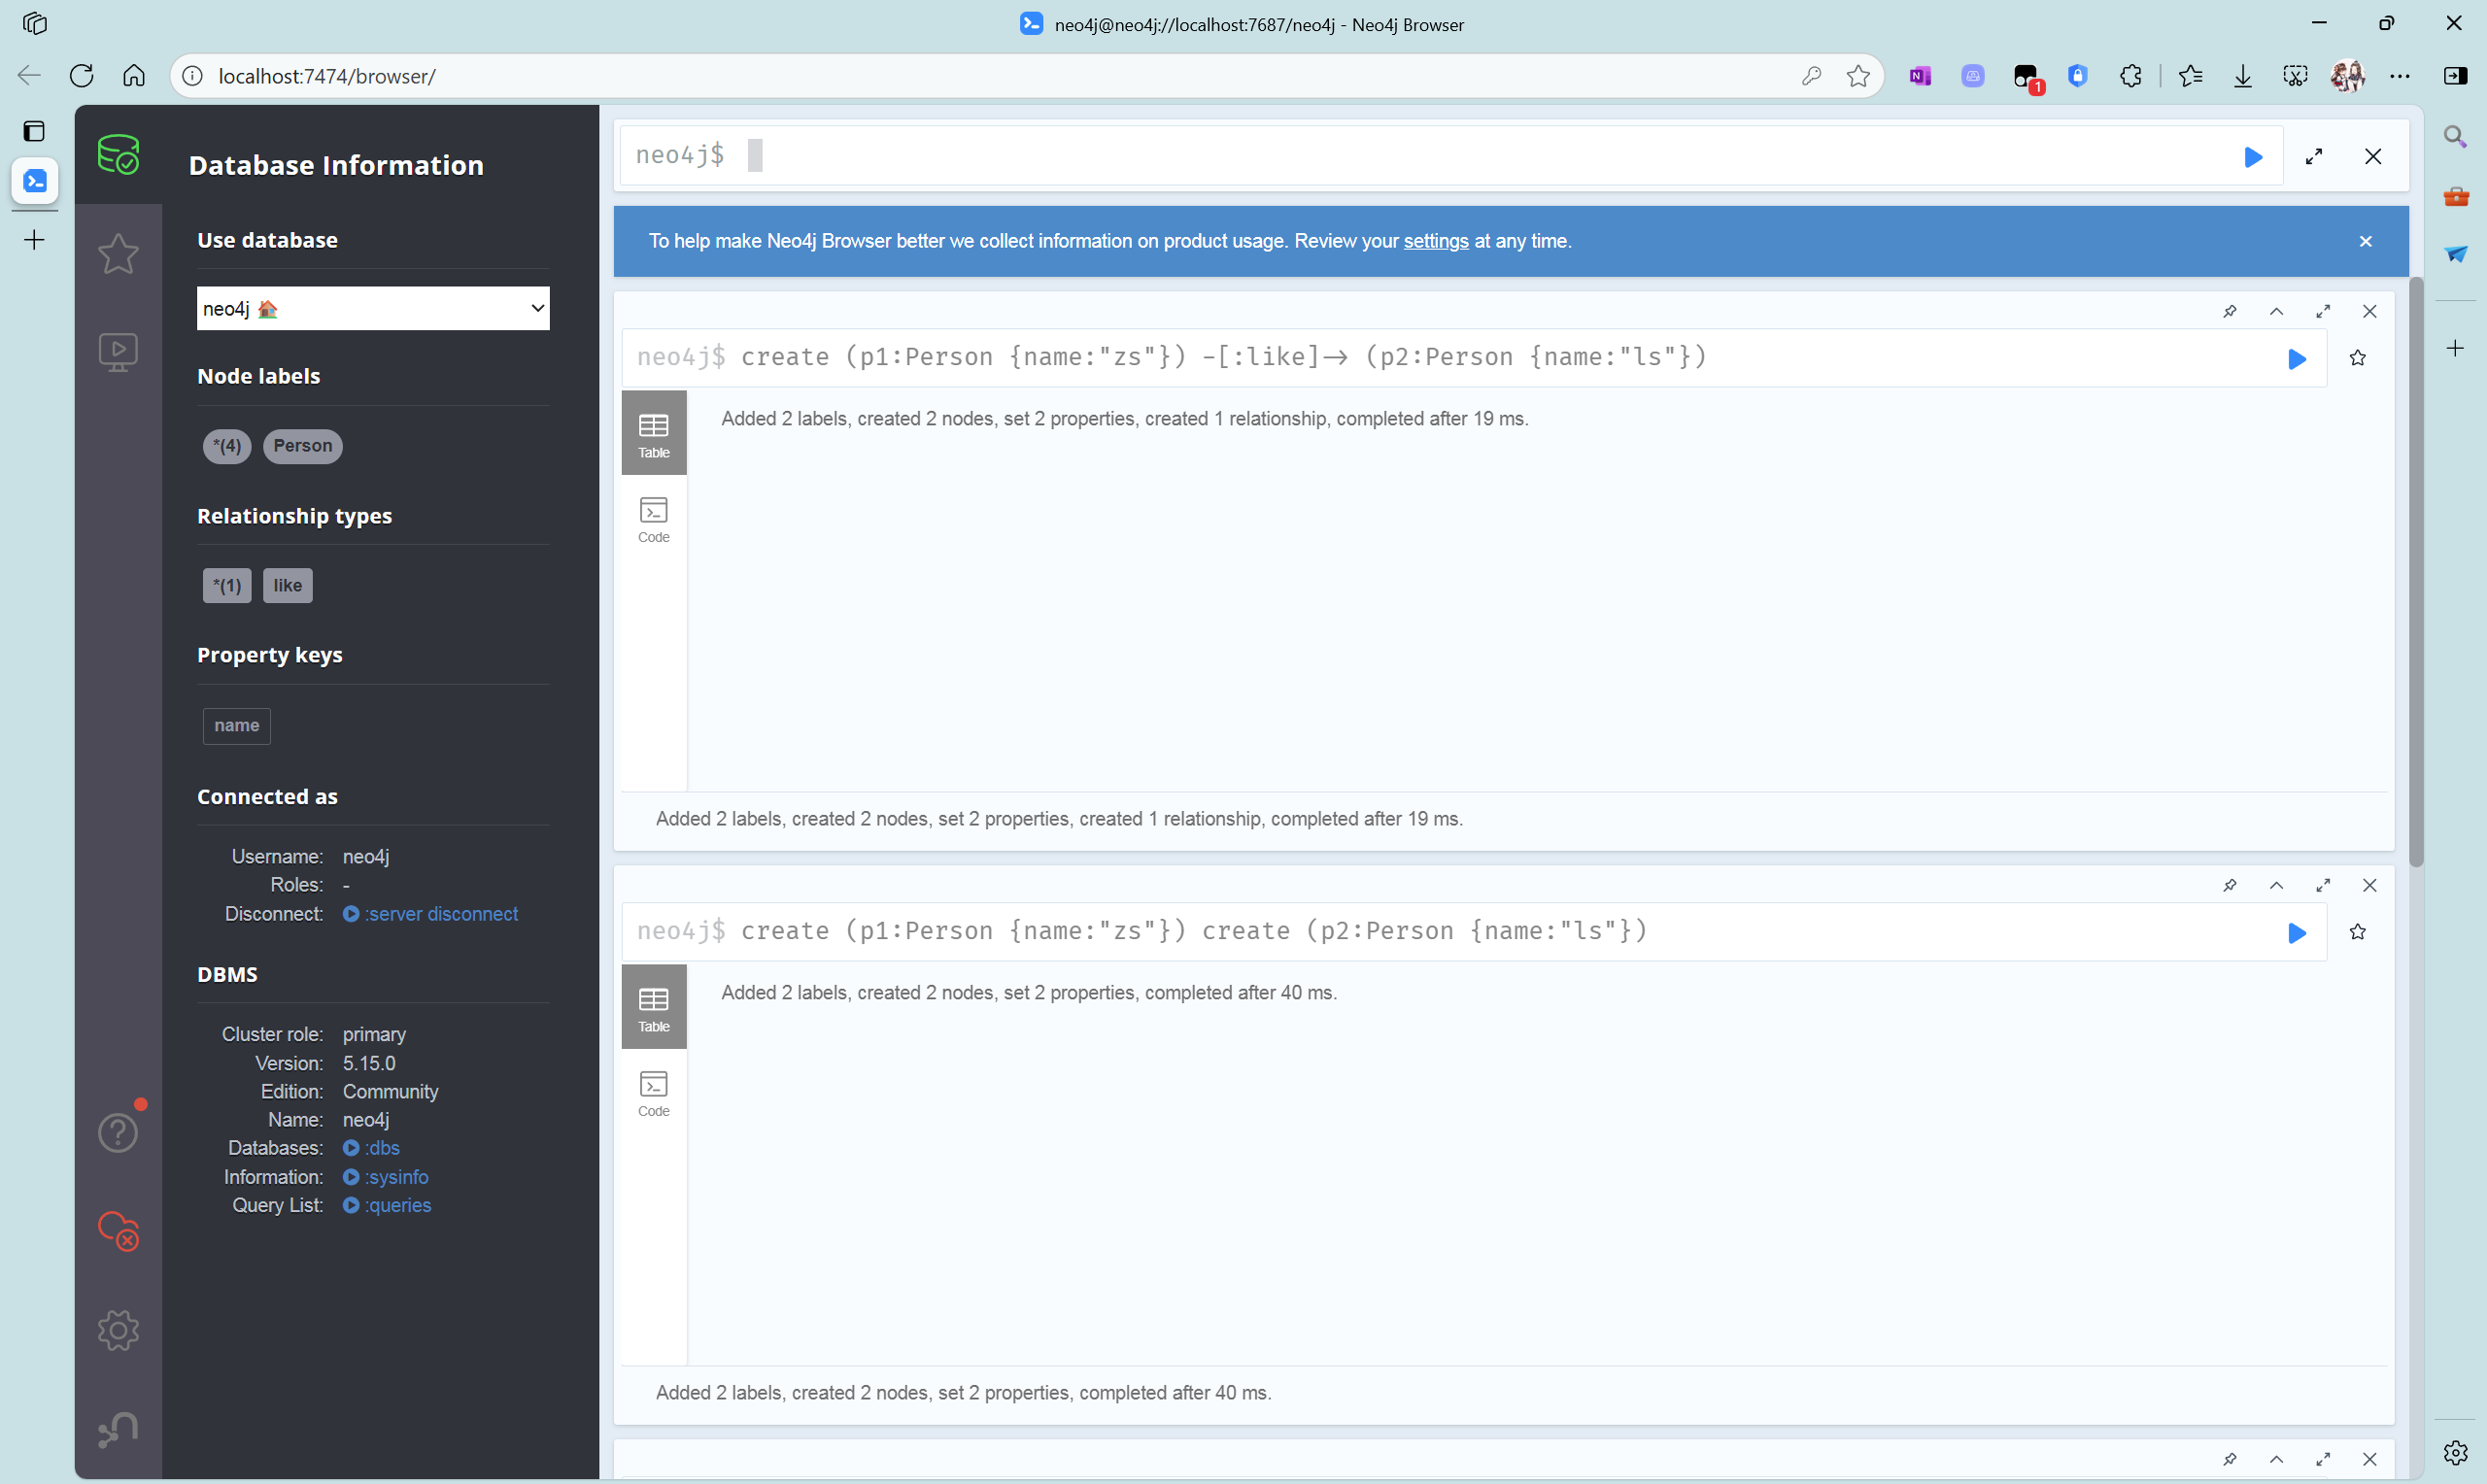 neo4j@neo4j://localhost:7687/neo4j - Neo4j Browser
localhost:7474/browser/
N
1
Database Information
Use database
neo4j
Node labels
*(4) Person
Relationship types
*(1) like
Property keys
name
Connected as
Username: neo4j
Roles: -
Disconnect: :server disconnect
DBMS
Cluster role: primary
Version: 5.15.0
Edition: Community
Name: neo4j
Databases: :dbs
Information: :sysinfo
Query List: :queries
neo4j$
To help make Neo4j Browser better we collect information on product usage. Review your settings at any time.
neo4j$ create (p1:Person {name:"zs"}) -[:like]-> (p2:Person {name:"ls"})
Table
Added 2 labels, created 2 nodes, set 2 properties, created 1 relationship, completed after 19 ms.
Code
Added 2 labels, created 2 nodes, set 2 properties, created 1 relationship, completed after 19 ms.
neo4j$ create (p1:Person {name:"zs"}) create (p2:Person {name:"ls"})
Table
Added 2 labels, created 2 nodes, set 2 properties, completed after 40 ms.
Code
Added 2 labels, created 2 nodes, set 2 properties, completed after 40 ms.